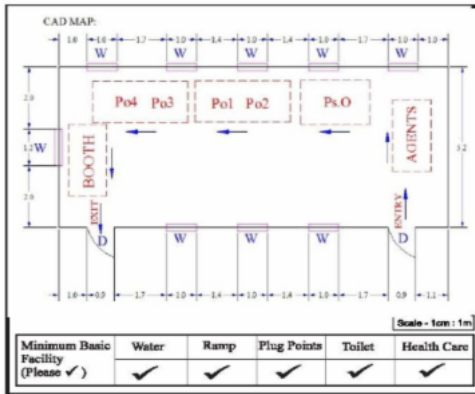 CAD MAP:
1.0 1.0 1.4 1.0 1.7 1.0 1.0 1.0 1.7 1.0 1.0
W W W W W
Po4 Po3 Po1 Po2 Ps.O
AGENTS
2.0
W
BOOTH
2.0
5.2
EXIT
ENTRY
D W W W D
1.6 0.9 1.7 1.0 1.4 1.0 1.4 1.0 1.7 0.9 1.1
Scale - 1cm : 1m
Minimum Basic Facility (Please ✓) Water Ramp Plug Points Toilet Health Care
✓ ✓ ✓ ✓ ✓